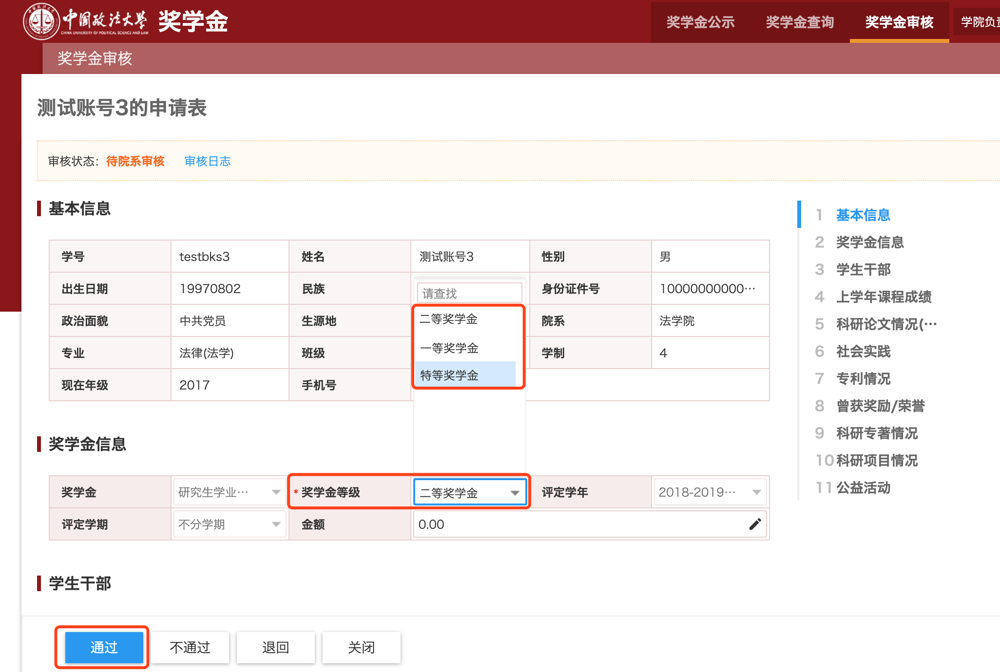 中国政法大学
CHINA UNIVERSITY OF POLITICAL SCIENCE AND LAW
奖学金
奖学金公示 奖学金查询 奖学金审核
学院负责
奖学金审核
测试账号3的申请表
审核状态: 待院系审核 审核日志
基本信息
学号 testbks3 姓名 测试账号3 性别 男
出生日期 19970802 民族 身份证件号 10000000000…
政治面貌 中共党员 生源地 院系 法学院
专业 法律(法学) 班级 学制 4
现在年级 2017 手机号
请查找
二等奖学金
一等奖学金
特等奖学金
奖学金信息
奖学金 研究生学业… *奖学金等级 二等奖学金 评定学年 2018-2019…
评定学期 不分学期 金额 0.00
学生干部
通过 不通过 退回 关闭
1 基本信息
2 奖学金信息
3 学生干部
4 上学年课程成绩
5 科研论文情况(…
6 社会实践
7 专利情况
8 曾获奖励/荣誉
9 科研专著情况
10 科研项目情况
11 公益活动